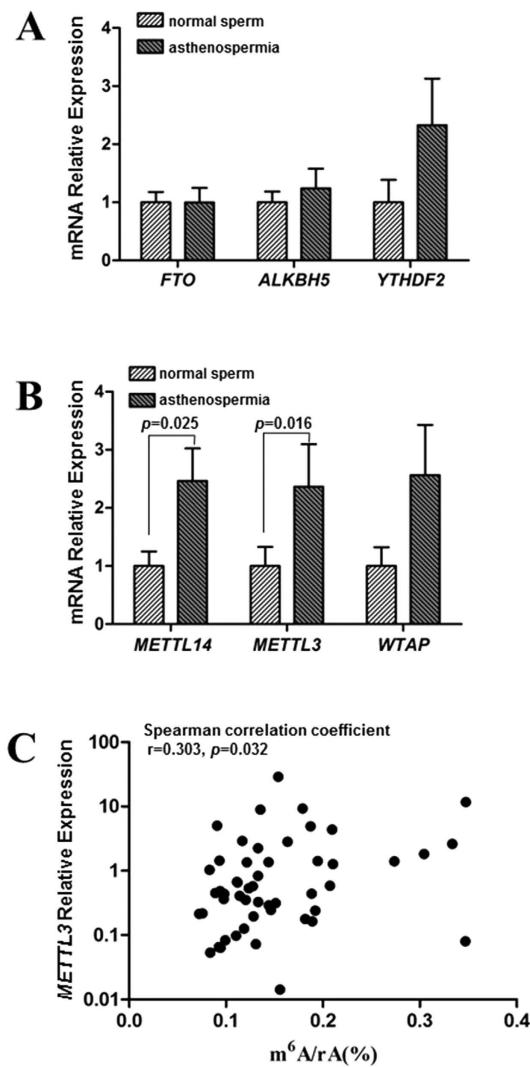 A
normal sperm
asthenospermia
mRNA Relative Expression
4
3
2
1
0
FTO ALKBH5 YTHDF2
B
normal sperm
asthenospermia
p=0.025 p=0.016
mRNA Relative Expression
4
3
2
1
0
METTL14 METTL3 WTAP
C
Spearman correlation coefficient
r=0.303, p=0.032
METTL3 Relative Expression
100
10
1
0.1
0.01
0.0 0.1 0.2 0.3 0.4
m⁶A/rA(%)